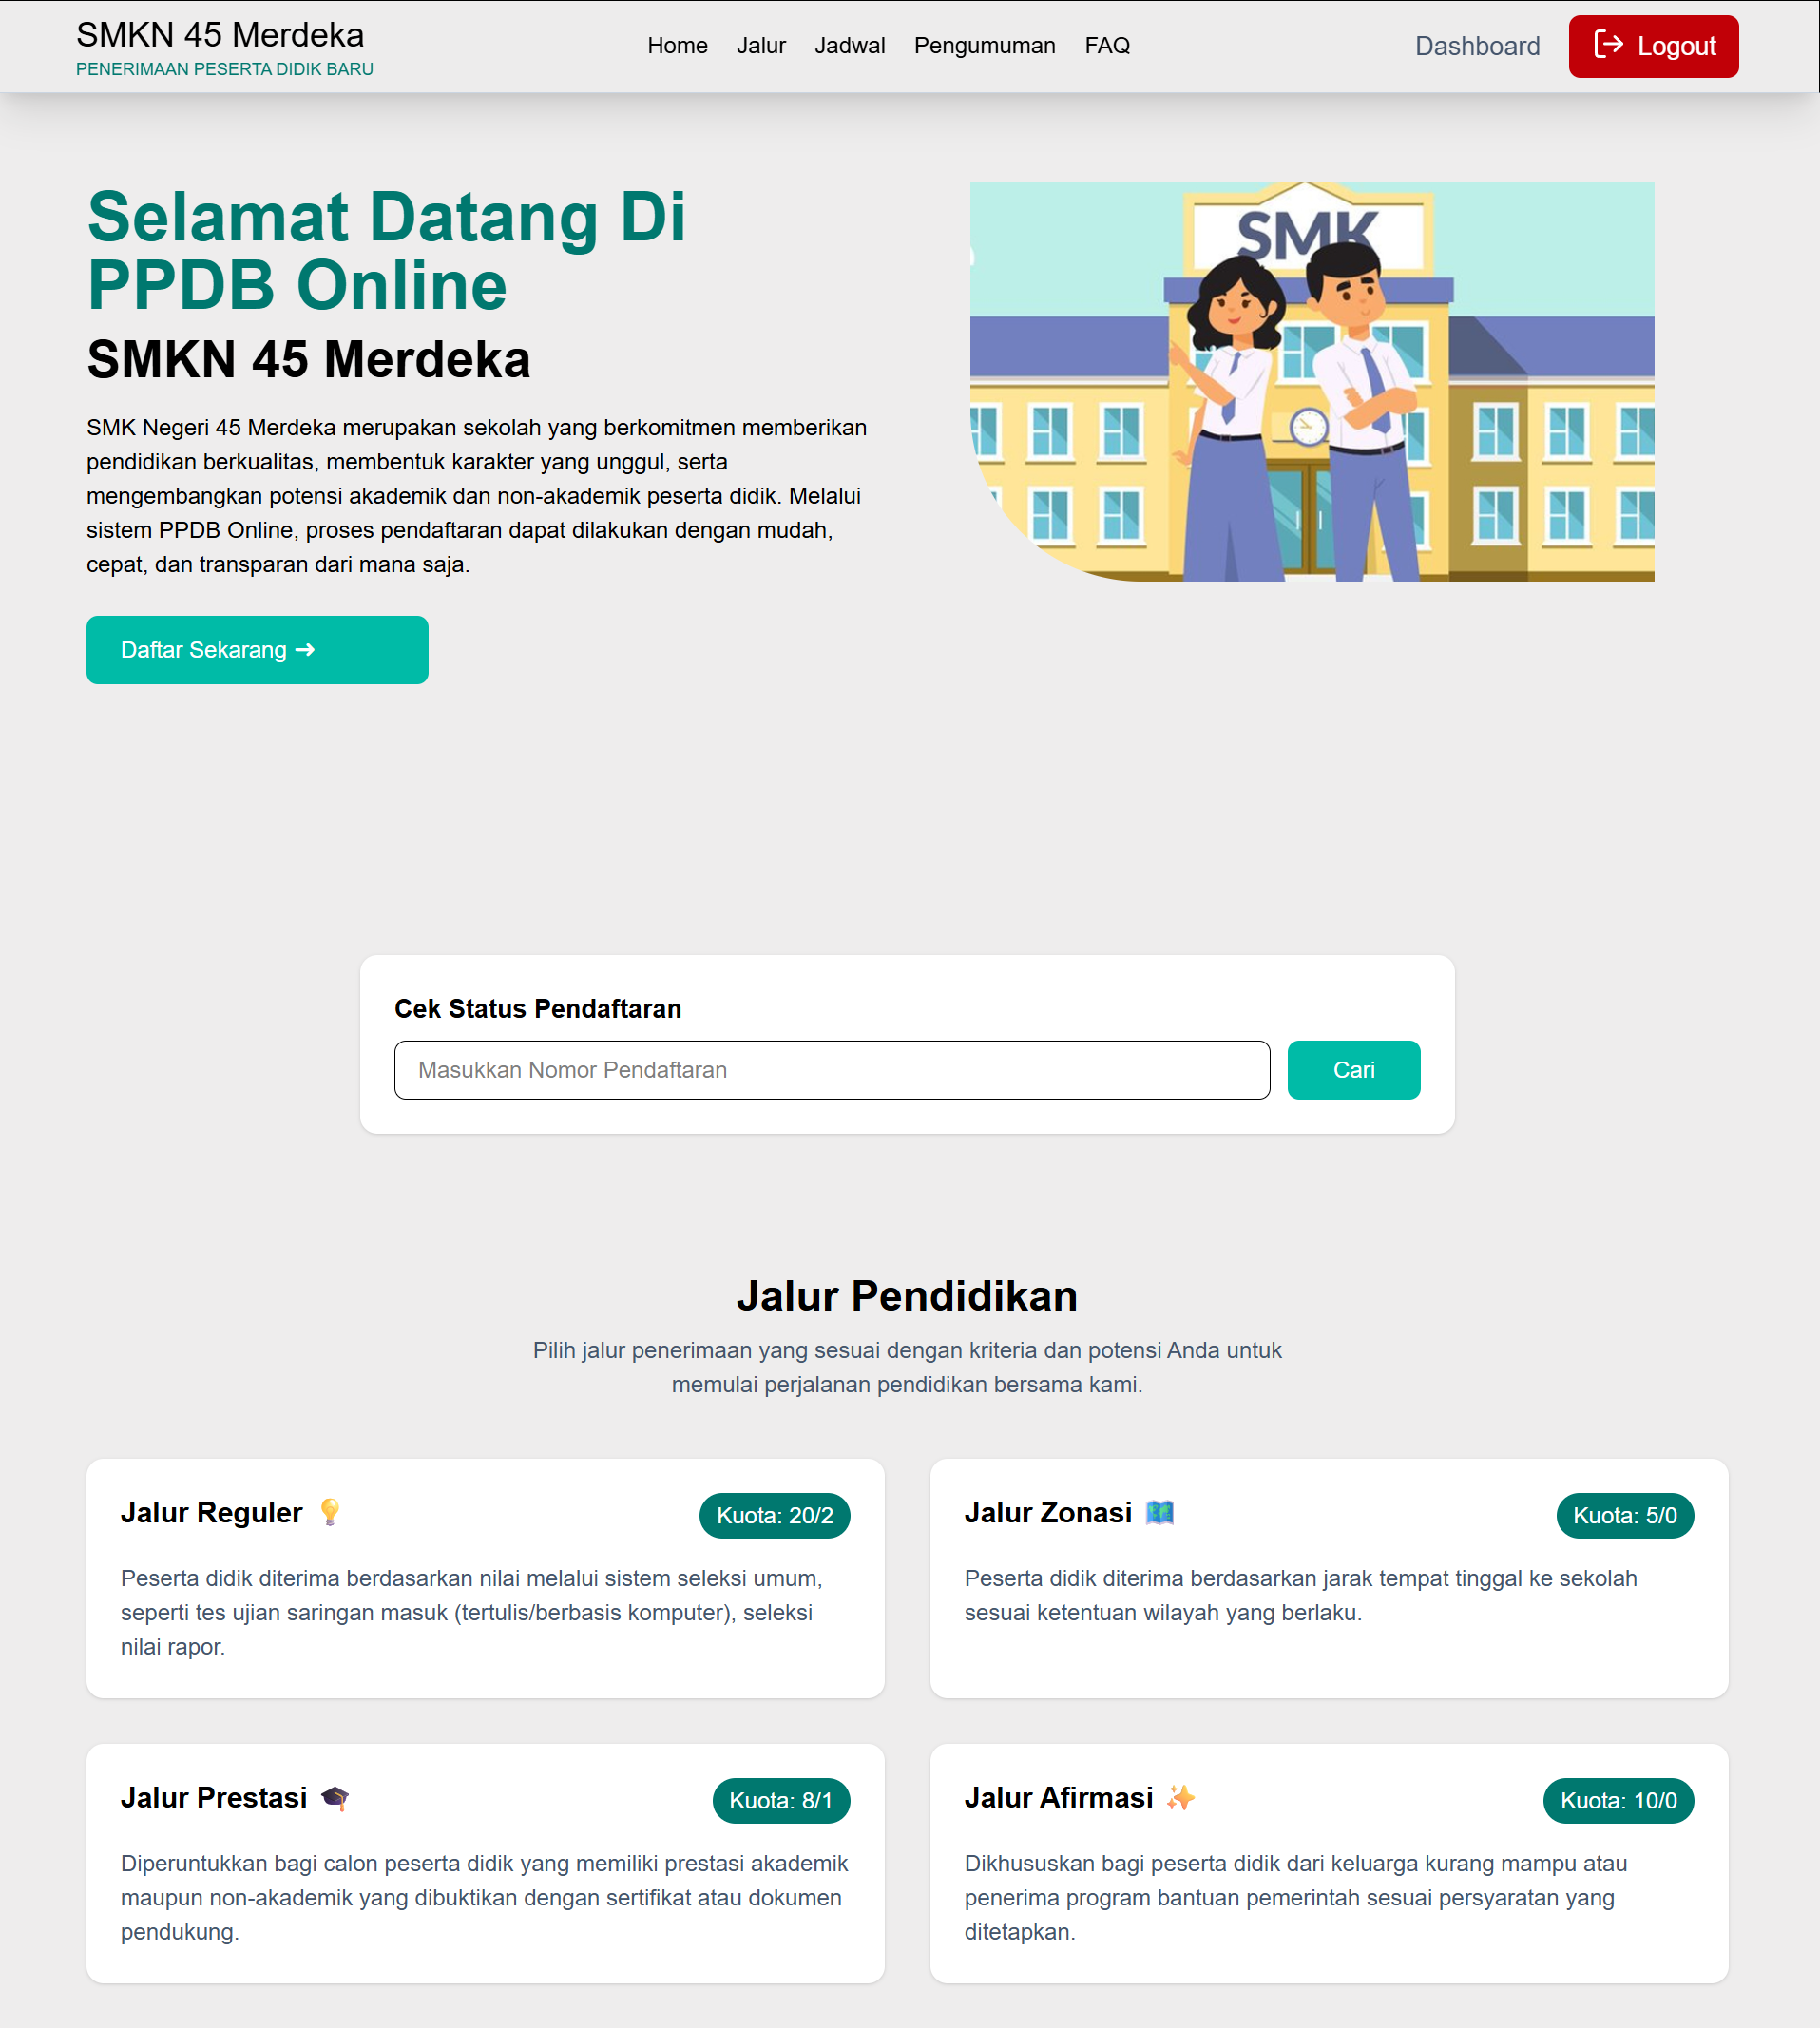 SMKN 45 Merdeka
PENERIMAAN PESERTA DIDIK BARU
Home Jalur Jadwal Pengumuman FAQ
Dashboard
Logout
Selamat Datang Di
PPDB Online
SMKN 45 Merdeka
SMK Negeri 45 Merdeka merupakan sekolah yang berkomitmen memberikan
pendidikan berkualitas, membentuk karakter yang unggul, serta
mengembangkan potensi akademik dan non-akademik peserta didik. Melalui
sistem PPDB Online, proses pendaftaran dapat dilakukan dengan mudah,
cepat, dan transparan dari mana saja.
Daftar Sekarang →
SMK
Cek Status Pendaftaran
Masukkan Nomor Pendaftaran
Cari
Jalur Pendidikan
Pilih jalur penerimaan yang sesuai dengan kriteria dan potensi Anda untuk
memulai perjalanan pendidikan bersama kami.
Jalur Reguler 💡
Kuota: 20/2
Peserta didik diterima berdasarkan nilai melalui sistem seleksi umum,
seperti tes ujian saringan masuk (tertulis/berbasis komputer), seleksi
nilai rapor.
Jalur Zonasi 🗺️
Kuota: 5/0
Peserta didik diterima berdasarkan jarak tempat tinggal ke sekolah
sesuai ketentuan wilayah yang berlaku.
Jalur Prestasi 🎓
Kuota: 8/1
Diperuntukkan bagi calon peserta didik yang memiliki prestasi akademik
maupun non-akademik yang dibuktikan dengan sertifikat atau dokumen
pendukung.
Jalur Afirmasi ✨
Kuota: 10/0
Dikhususkan bagi peserta didik dari keluarga kurang mampu atau
penerima program bantuan pemerintah sesuai persyaratan yang
ditetapkan.